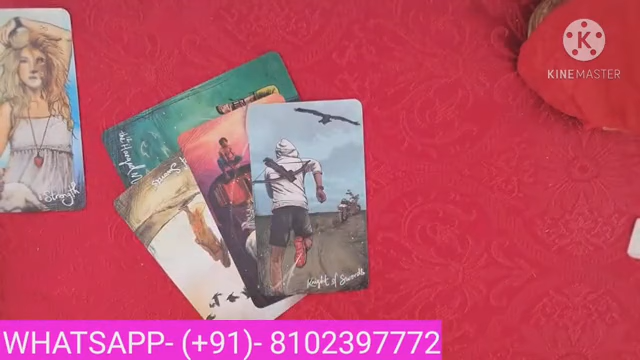 KINEMASTER
Strength
Knight of Swords
WHATSAPP- (+91)- 8102397772